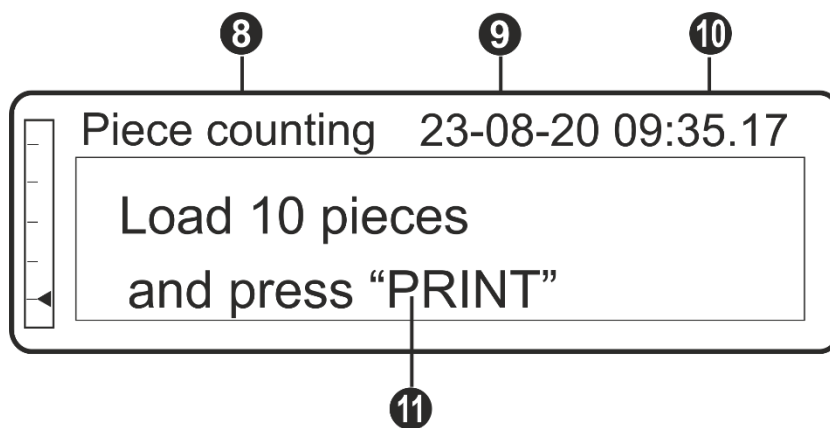 8 9 10
Piece counting 23-08-20 09:35.17
Load 10 pieces
and press “PRINT”
11